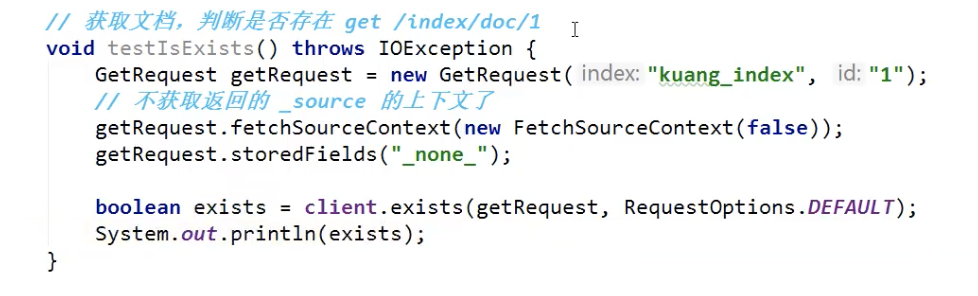 // 获取文档，判断是否存在 get /index/doc/1
void testIsExists() throws IOException {
    GetRequest getRequest = new GetRequest( index: "kuang_index", id: "1");
    // 不获取返回的 _source 的上下文了
    getRequest.fetchSourceContext(new FetchSourceContext(false));
    getRequest.storedFields("_none_");

    boolean exists = client.exists(getRequest, RequestOptions.DEFAULT);
    System.out.println(exists);
}